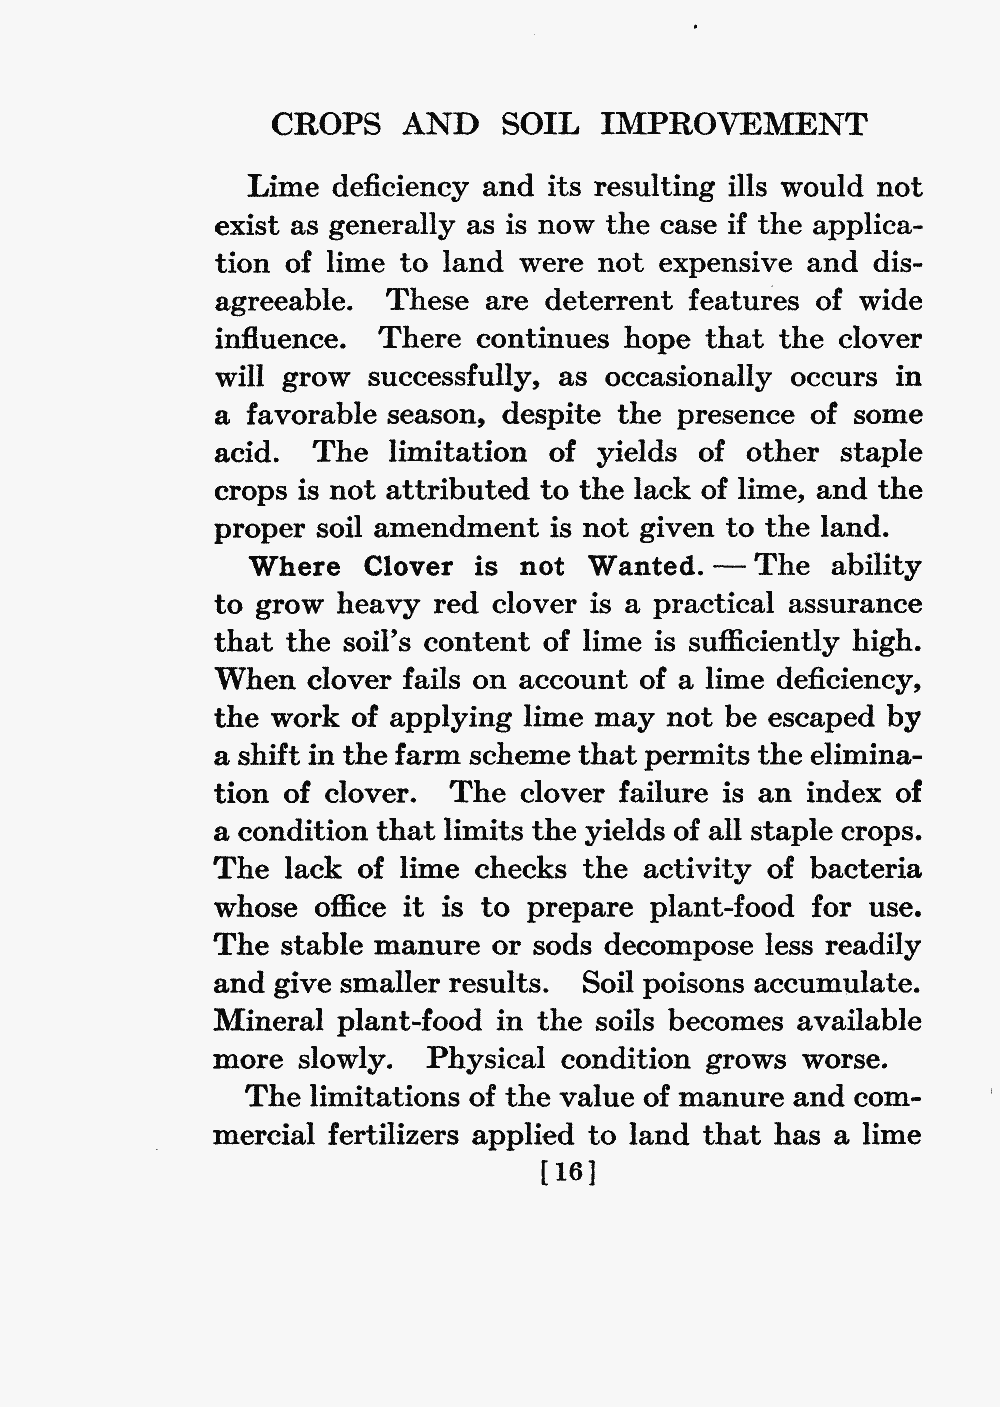 CROPS AND SOIL IMPROVEMENT
Lime deficiency and its resulting ills would not
exist as generally as is now the case if the applica-
tion of lime to land were not expensive and dis-
agreeable. These are deterrent features of wide
influence. There continues hope that the clover
will grow successfully, as occasionally occurs in
a favorable season, despite the presence of some
acid. The limitation of yields of other staple
crops is not attributed to the lack of lime, and the
proper soil amendment is not given to the land.
Where Clover is not Wanted. — The ability
to grow heavy red clover is a practical assurance
that the soil's content of lime is sufficiently high.
When clover fails on account of a lime deficiency,
the work of applying lime may not be escaped by
a shift in the farm scheme that permits the elimina-
tion of clover. The clover failure is an index of
a condition that limits the yields of all staple crops.
The lack of lime checks the activity of bacteria
whose office it is to prepare plant-food for use.
The stable manure or sods decompose less readily
and give smaller results. Soil poisons accumulate.
Mineral plant-food in the soils becomes available
more slowly. Physical condition grows worse.
The limitations of the value of manure and com-
mercial fertilizers applied to land that has a lime
[16]